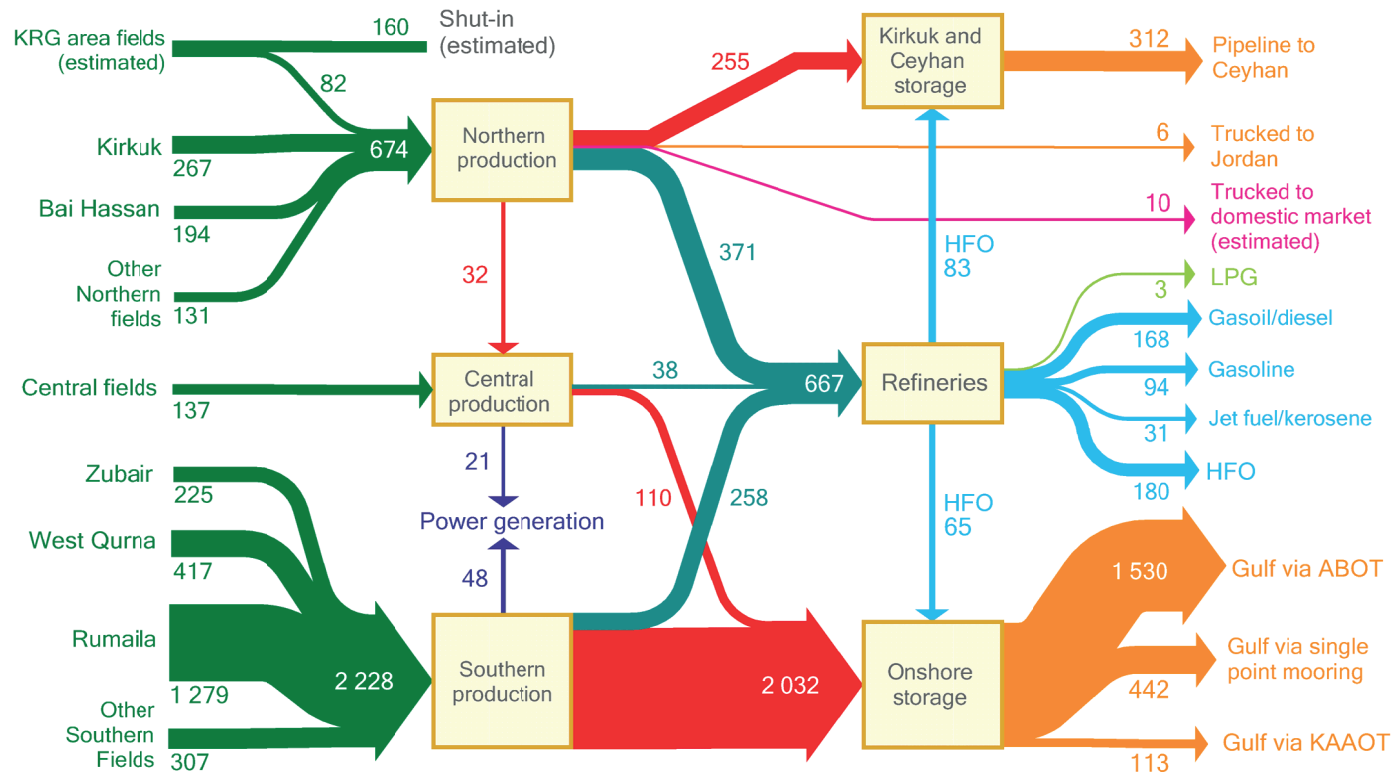 KRG area fields
(estimated)
160
Shut-in
(estimated)
82
Kirkuk
267
674
Bai Hassan
194
Other
Northern
fields
131
Northern
production
255
Kirkuk and
Ceyhan
storage
312
Pipeline to
Ceyhan
6
Trucked to
Jordan
10
Trucked to
domestic market
(estimated)
32
371
HFO
83
Central fields
137
Central
production
38
667
Refineries
3
LPG
Gasoil/diesel
168
Gasoline
94
Jet fuel/kerosene
31
HFO
180
21
Power generation
48
110
258
HFO
65
Zubair
225
West Qurna
417
Rumaila
1 279
Other
Southern
Fields
307
2 228
Southern
production
2 032
Onshore
storage
1 530
Gulf via ABOT
Gulf via single
point mooring
442
Gulf via KAAOT
113